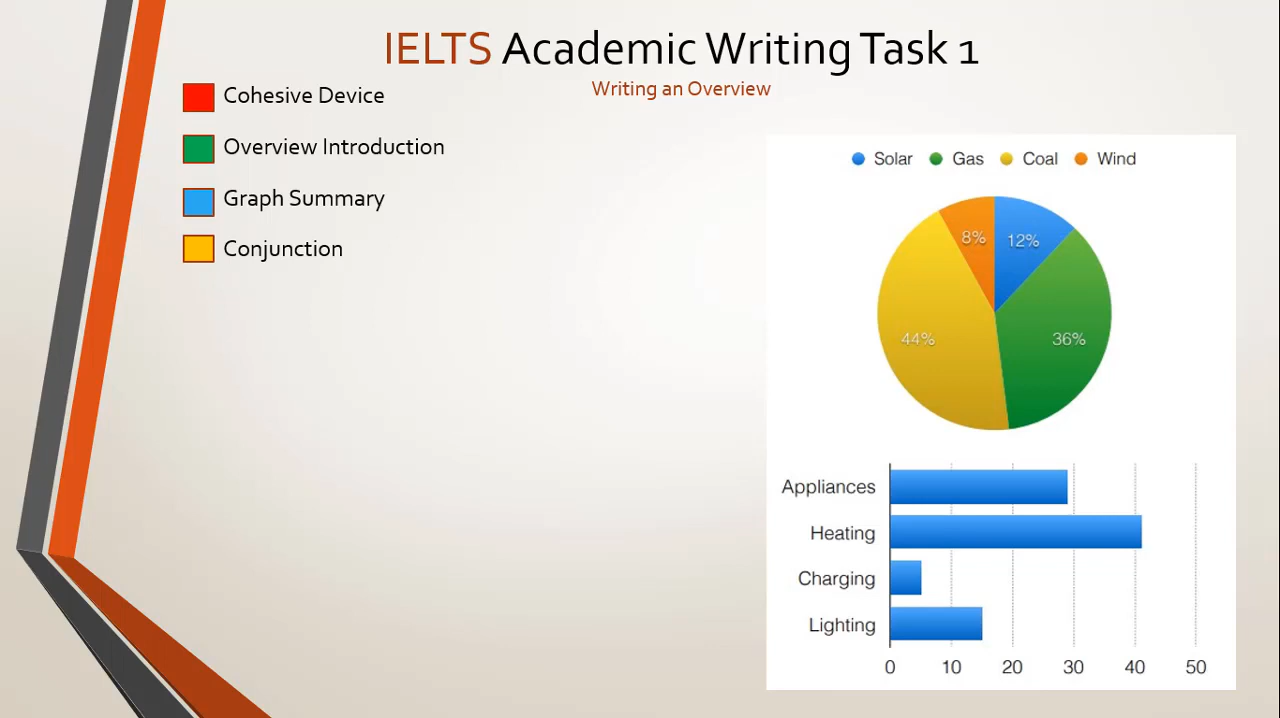 IELTS Academic Writing Task 1
Writing an Overview
Cohesive Device
Overview Introduction
Graph Summary
Conjunction
Solar Gas Coal Wind
8% 12%
44% 36%
Appliances
Heating
Charging
Lighting
0 10 20 30 40 50